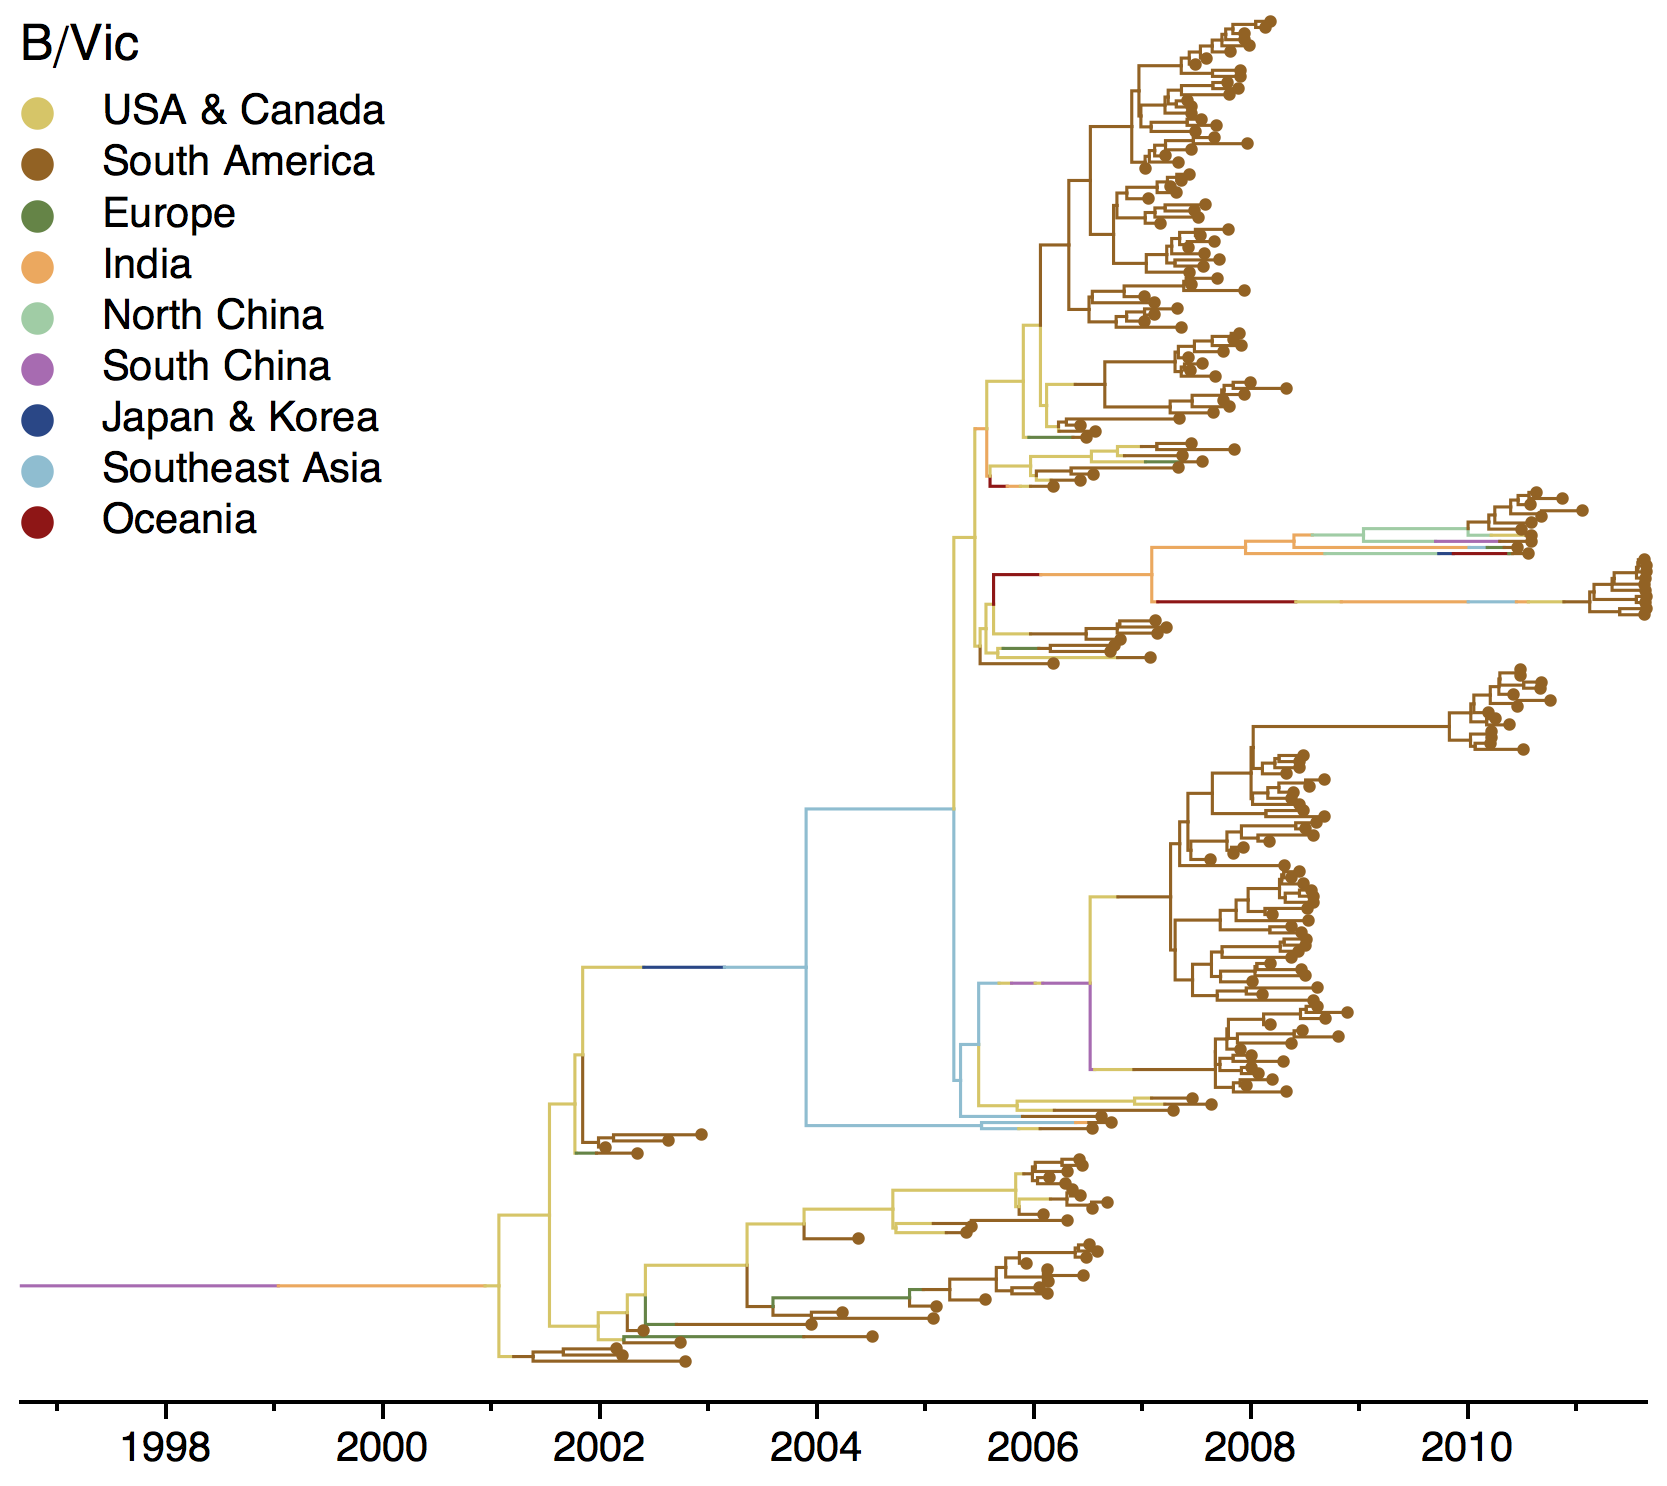 B/Vic
USA & Canada
South America
Europe
India
North China
South China
Japan & Korea
Southeast Asia
Oceania
1998 2000 2002 2004 2006 2008 2010